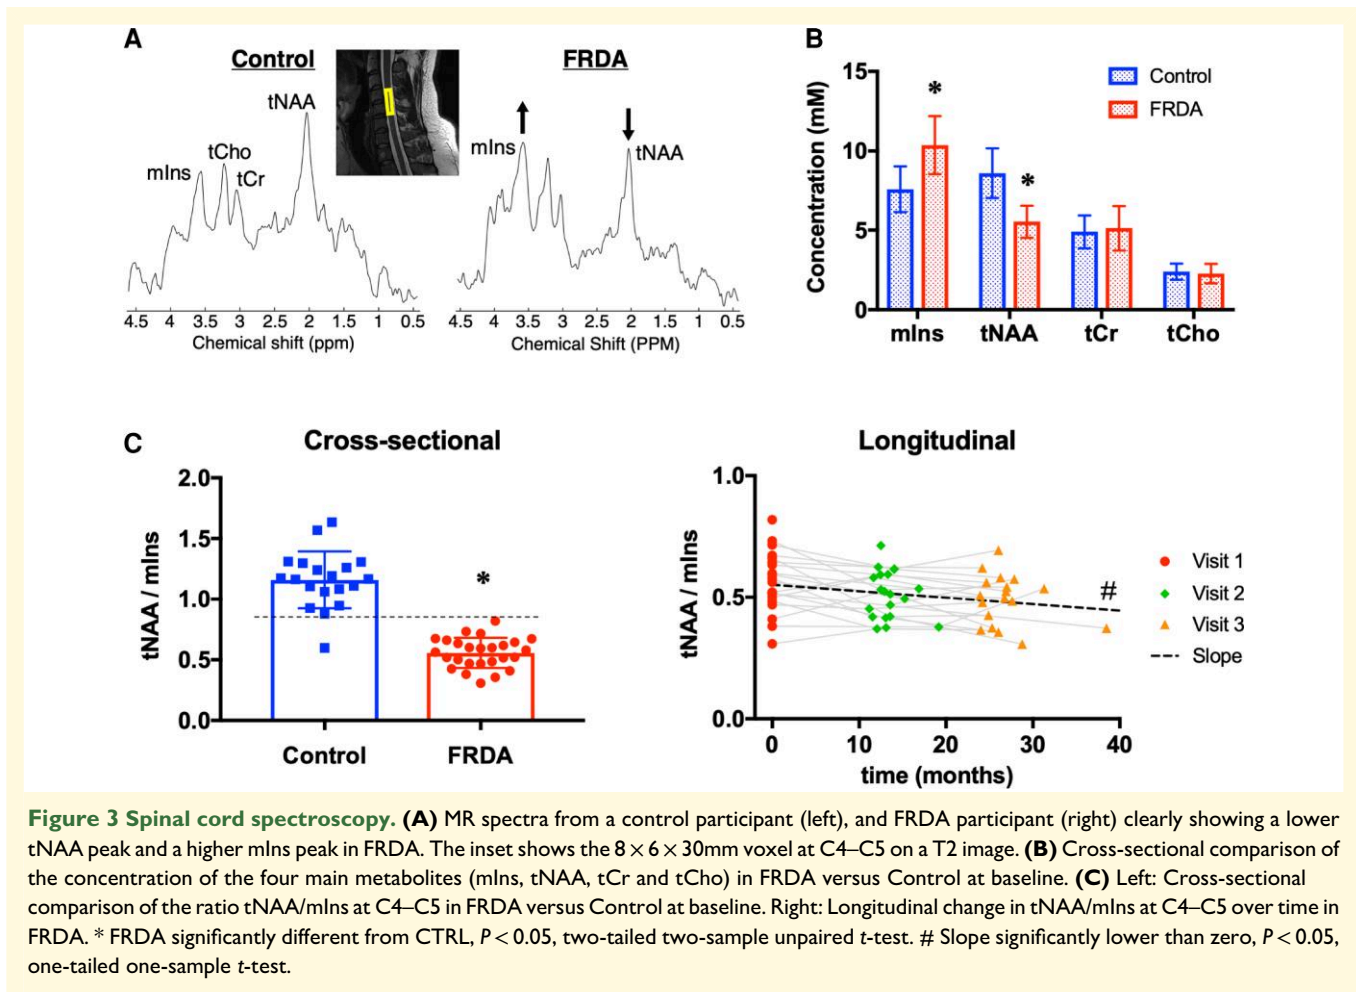 A
Control
FRDA
tNAA
tCho
mIns
tCr
mIns
tNAA
4.5 4 3.5 3 2.5 2 1.5 1 0.5
Chemical shift (ppm)
4.5 4 3.5 3 2.5 2 1.5 1 0.5
Chemical Shift (PPM)
B
Concentration (mM)
15
10
5
0
*
*
Control
FRDA
mIns tNAA tCr tCho
C
Cross-sectional
tNAA / mIns
2.0
1.5
1.0
0.5
0.0
*
Control FRDA
Longitudinal
tNAA / mIns
1.0
0.5
0.0
#
0 10 20 30 40
time (months)
Visit 1
Visit 2
Visit 3
Slope
Figure 3 Spinal cord spectroscopy. (A) MR spectra from a control participant (left), and FRDA participant (right) clearly showing a lower
tNAA peak and a higher mIns peak in FRDA. The inset shows the 8 × 6 × 30mm voxel at C4–C5 on a T2 image. (B) Cross-sectional comparison of
the concentration of the four main metabolites (mIns, tNAA, tCr and tCho) in FRDA versus Control at baseline. (C) Left: Cross-sectional
comparison of the ratio tNAA/mIns at C4–C5 in FRDA versus Control at baseline. Right: Longitudinal change in tNAA/mIns at C4–C5 over time in
FRDA. * FRDA significantly different from CTRL, P < 0.05, two-tailed two-sample unpaired t-test. # Slope significantly lower than zero, P < 0.05,
one-tailed one-sample t-test.